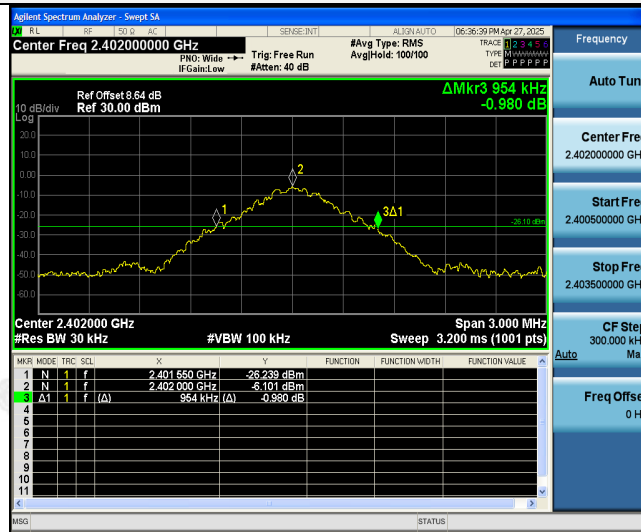 Agilent Spectrum Analyzer - Swept SA
RL RF 50 Ω AC SENSE:INT ALIGN AUTO 06:36:39 PM Apr 27, 2025
Center Freq 2.402000000 GHz
#Avg Type: RMS
TRACE 1 2 3 4 5 6
PNO: Wide Trig: Free Run
Avg|Hold: 100/100
TYPE M W W W W W
IFGain:Low #Atten: 40 dB
DET P P P P P P
Frequency
Auto Tun
Center Fre
2.402000000 GH
Start Fre
2.400500000 GH
Stop Fre
2.403500000 GH
CF Step
300.000 kH
Auto Ma
Freq Offse
0 H
ΔMkr3 954 kHz
-0.980 dB
Ref Offset 8.64 dB
10 dB/div Ref 30.00 dBm
Log
20.0
10.0
0.00
-10.0
-20.0
-30.0
-40.0
-50.0
-60.0
1
2
3Δ1
-26.10 dBm
Center 2.402000 GHz Span 3.000 MHz
#Res BW 30 kHz #VBW 100 kHz Sweep 3.200 ms (1001 pts)
MKR MODE TRC SCL X Y FUNCTION FUNCTION WIDTH FUNCTION VALUE
1 N 1 f 2.401 550 GHz -26.239 dBm
2 N 1 f 2.402 000 GHz -6.101 dBm
3 Δ1 1 f (Δ) 954 kHz (Δ) -0.980 dB
4
5
6
7
8
9
10
11
MSG STATUS